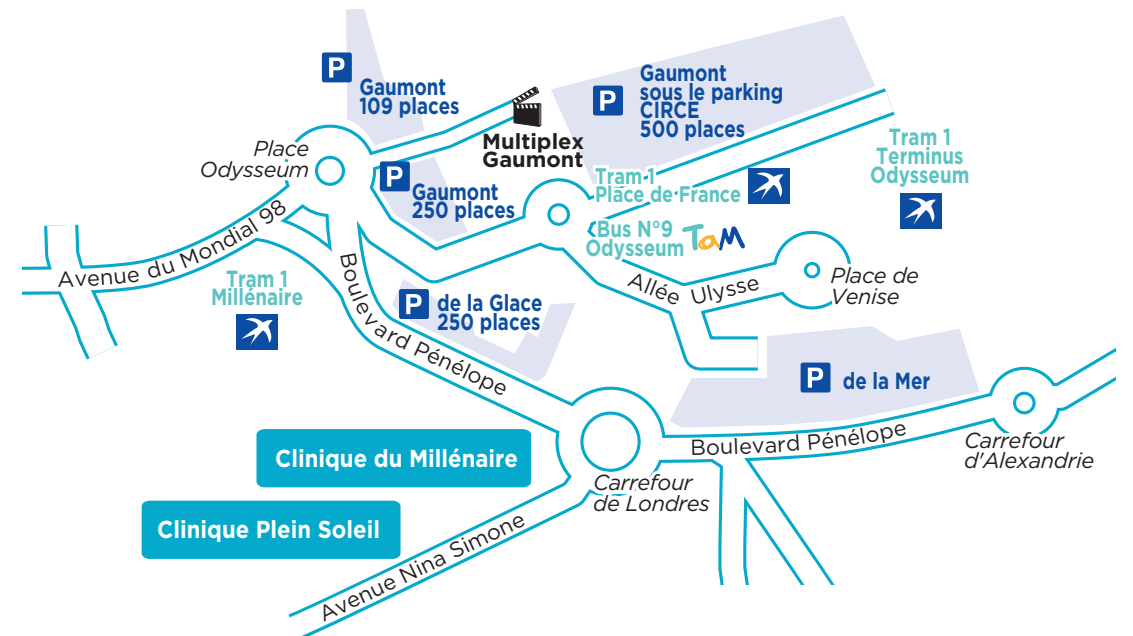 P
Gaumont
109 places
P
Gaumont
sous le parking
CIRCE
500 places
Multiplex
Gaumont
Place
Odysseum
P
Gaumont
250 places
Tram 1
Place de France
Tram 1
Terminus
Odysseum
Bus N°9
Odysseum
TaM
Avenue du Mondial 98
Tram 1
Millénaire
Boulevard Pénélope
P
de la Glace
250 places
Allée Ulysse
Place de
Venise
P
de la Mer
Boulevard Pénélope
Carrefour
d'Alexandrie
Clinique du Millénaire
Carrefour
de Londres
Clinique Plein Soleil
Avenue Nina Simone